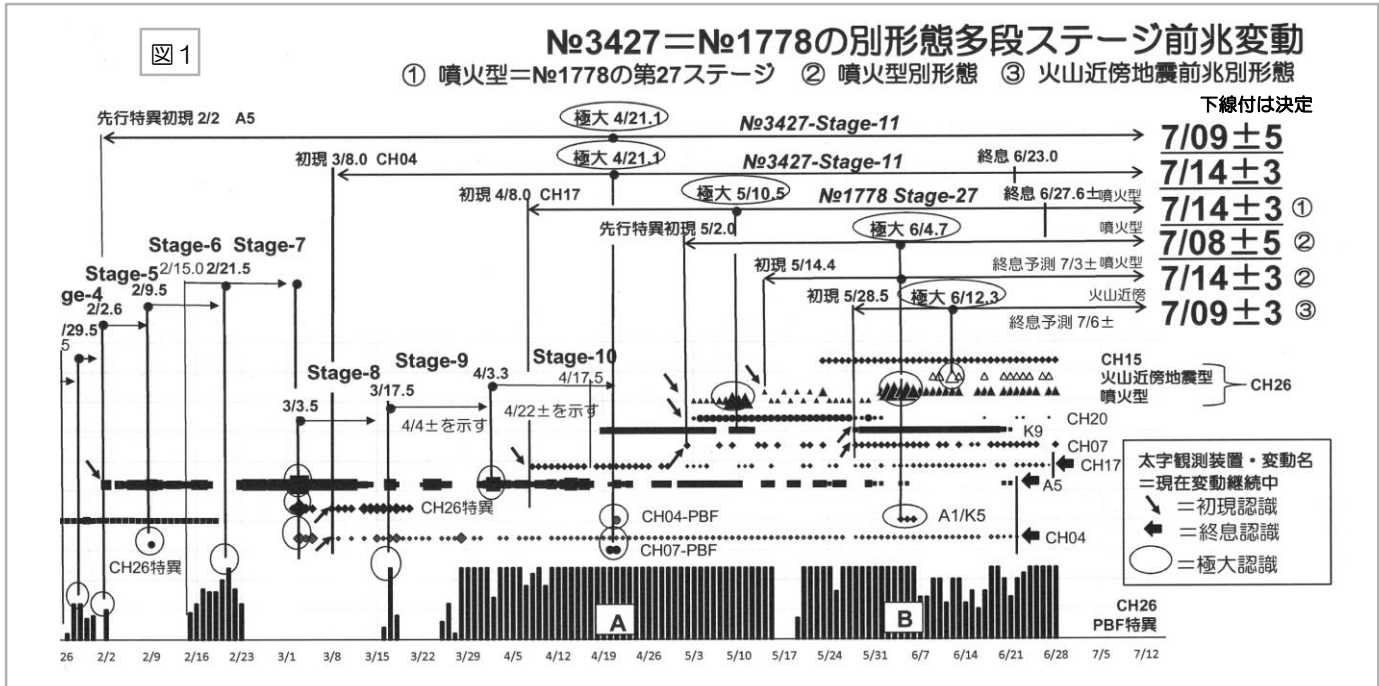 図1
№3427=№1778の別形態多段ステージ前兆変動
① 噴火型=№1778の第27ステージ ② 噴火型別形態 ③ 火山近傍地震前兆別形態
下線付は決定
先行特異初現 2/2 A5
極大 4/21.1
№3427-Stage-11
7/09±5
初現 3/8.0 CH04
極大 4/21.1
№3427-Stage-11
終息 6/23.0
7/14±3
初現 4/8.0 CH17
極大 5/10.5
№1778 Stage-27
終息 6/27.6±噴火型
7/14±3 ①
先行特異初現 5/2.0
極大 6/4.7
噴火型
7/08±5 ②
初現 5/14.4
終息予測 7/3±噴火型
7/14±3 ②
初現 5/28.5
極大 6/12.3
火山近傍
終息予測 7/6±
7/09±3 ③
Stage-6 Stage-7
2/15.0 2/21.5
Stage-5
2/9.5
ge-4
2/2.6
/29.5
5
Stage-8
3/3.5
Stage-9
3/17.5
4/4±を示す
Stage-10
4/3.3
4/17.5
4/22±を示す
CH15
火山近傍地震型
噴火型
CH26
CH20
K9
CH07
CH17
A5
CH04
CH26特異
CH26特異
CH04-PBF
CH07-PBF
A1/K5
太字観測装置・変動名
=現在変動継続中
=初現認識
=終息認識
=極大認識
A
B
CH26
PBF特異
26 2/2 2/9 2/16 2/23 3/1 3/8 3/15 3/22 3/29 4/5 4/12 4/19 4/26 5/3 5/10 5/17 5/24 5/31 6/7 6/14 6/21 6/28 7/5 7/12